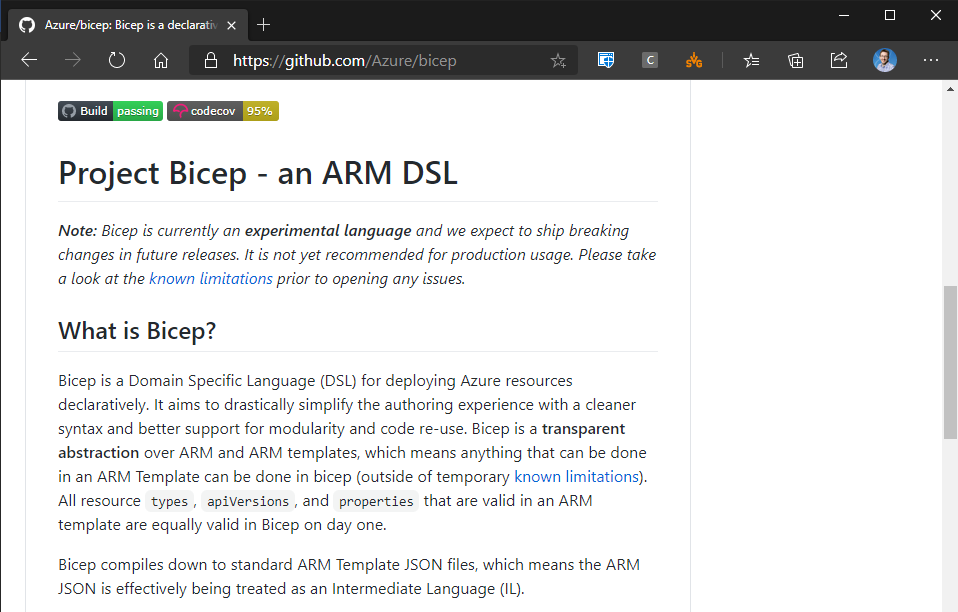 Azure/bicep: Bicep is a declarativ
https://github.com/Azure/bicep
C
Build passing codecov 95%
Project Bicep - an ARM DSL
Note: Bicep is currently an experimental language and we expect to ship breaking
changes in future releases. It is not yet recommended for production usage. Please take
a look at the known limitations prior to opening any issues.
What is Bicep?
Bicep is a Domain Specific Language (DSL) for deploying Azure resources
declaratively. It aims to drastically simplify the authoring experience with a cleaner
syntax and better support for modularity and code re-use. Bicep is a transparent
abstraction over ARM and ARM templates, which means anything that can be done
in an ARM Template can be done in bicep (outside of temporary known limitations).
All resource types, apiVersions, and properties that are valid in an ARM
template are equally valid in Bicep on day one.
Bicep compiles down to standard ARM Template JSON files, which means the ARM
JSON is effectively being treated as an Intermediate Language (IL).